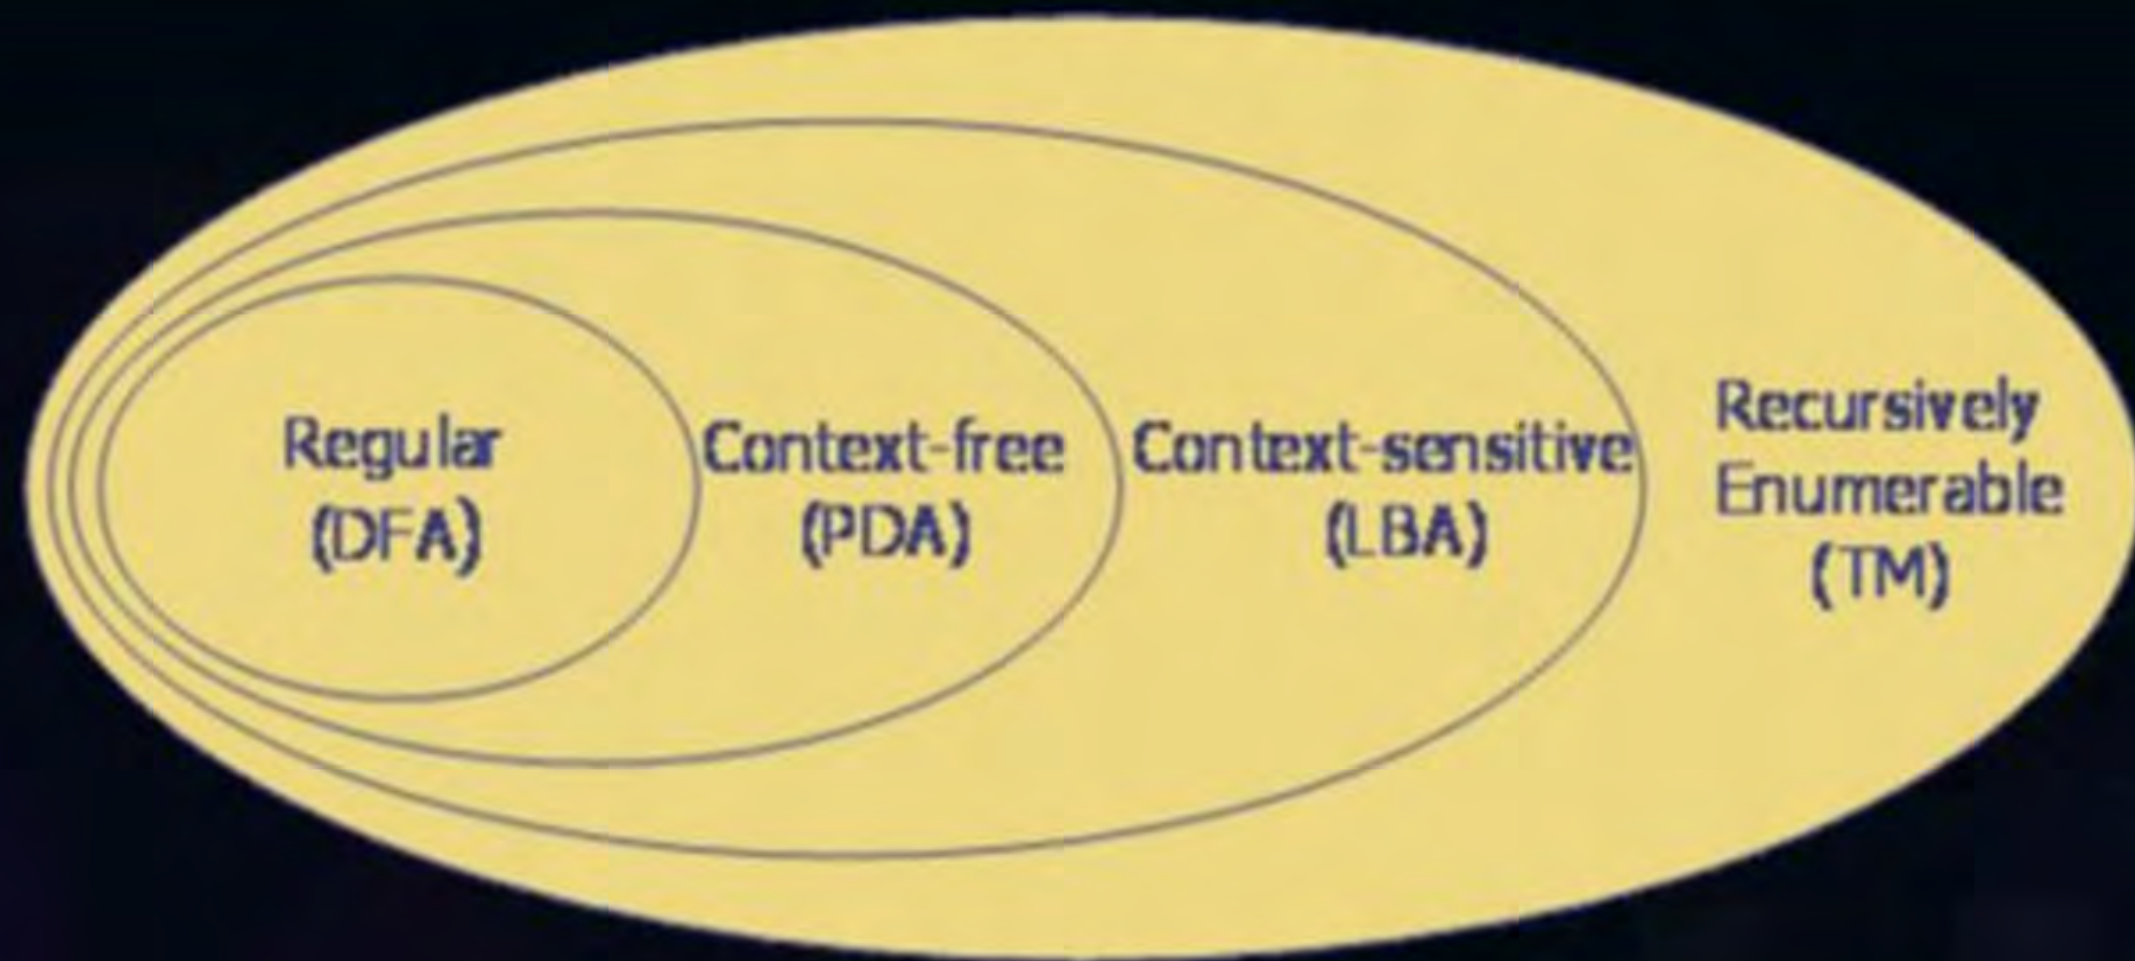 Regular
(DFA)
Context-free
(PDA)
Context-sensitive
(LBA)
Recursively
Enumerable
(TM)